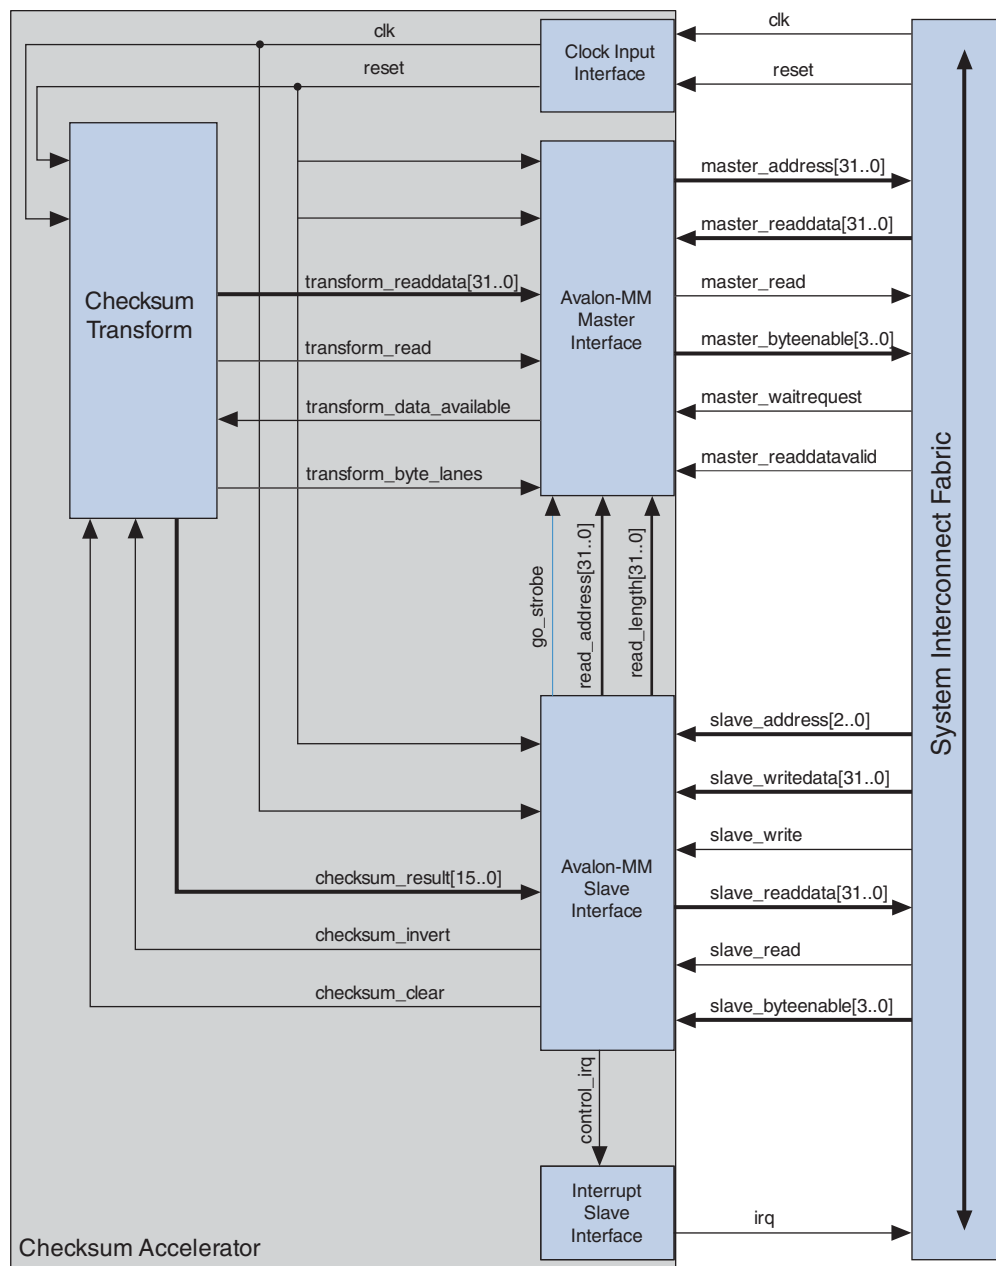 clk
clk
Clock Input
Interface
reset
reset
master_address[31..0]
master_readdata[31..0]
transform_readdata[31..0]
master_read
Checksum
Transform
Avalon-MM
Master
Interface
transform_read
master_byteenable[3..0]
transform_data_available
master_waitrequest
transform_byte_lanes
master_readdatavalid
go_strobe
read_address[31..0]
read_length[31..0]
System Interconnect Fabric
slave_address[2..0]
slave_writedata[31..0]
slave_write
Avalon-MM
Slave
Interface
checksum_result[15..0]
slave_readdata[31..0]
checksum_invert
slave_read
checksum_clear
slave_byteenable[3..0]
control_irq
Interrupt
Slave
Interface
irq
Checksum Accelerator